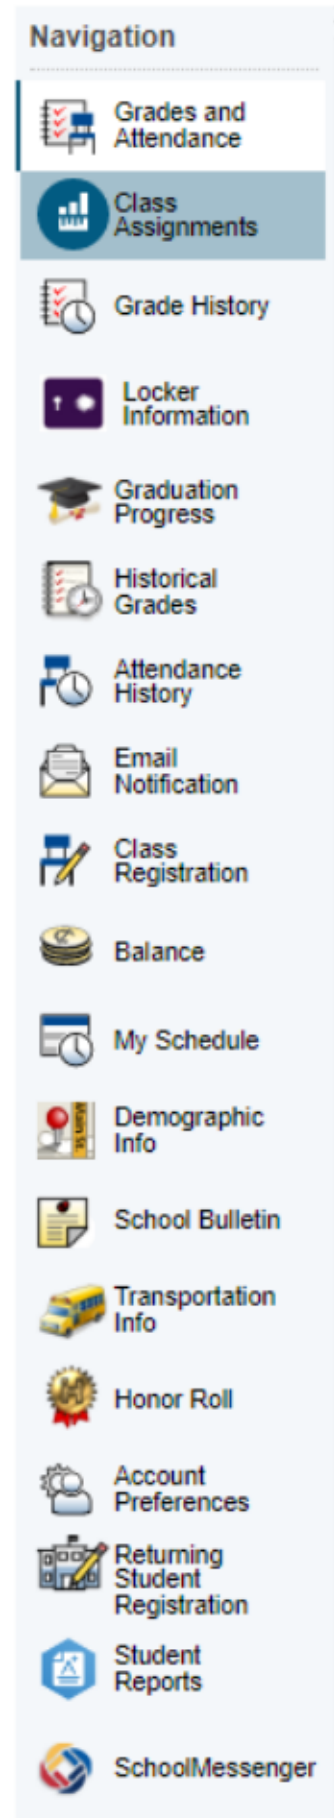 Navigation
Grades and
Attendance
Class
Assignments
Grade History
Locker
Information
Graduation
Progress
Historical
Grades
Attendance
History
Email
Notification
Class
Registration
Balance
My Schedule
Main St.
Demographic
Info
School Bulletin
Transportation
Info
Honor Roll
Account
Preferences
Returning
Student
Registration
Student
Reports
SchoolMessenger